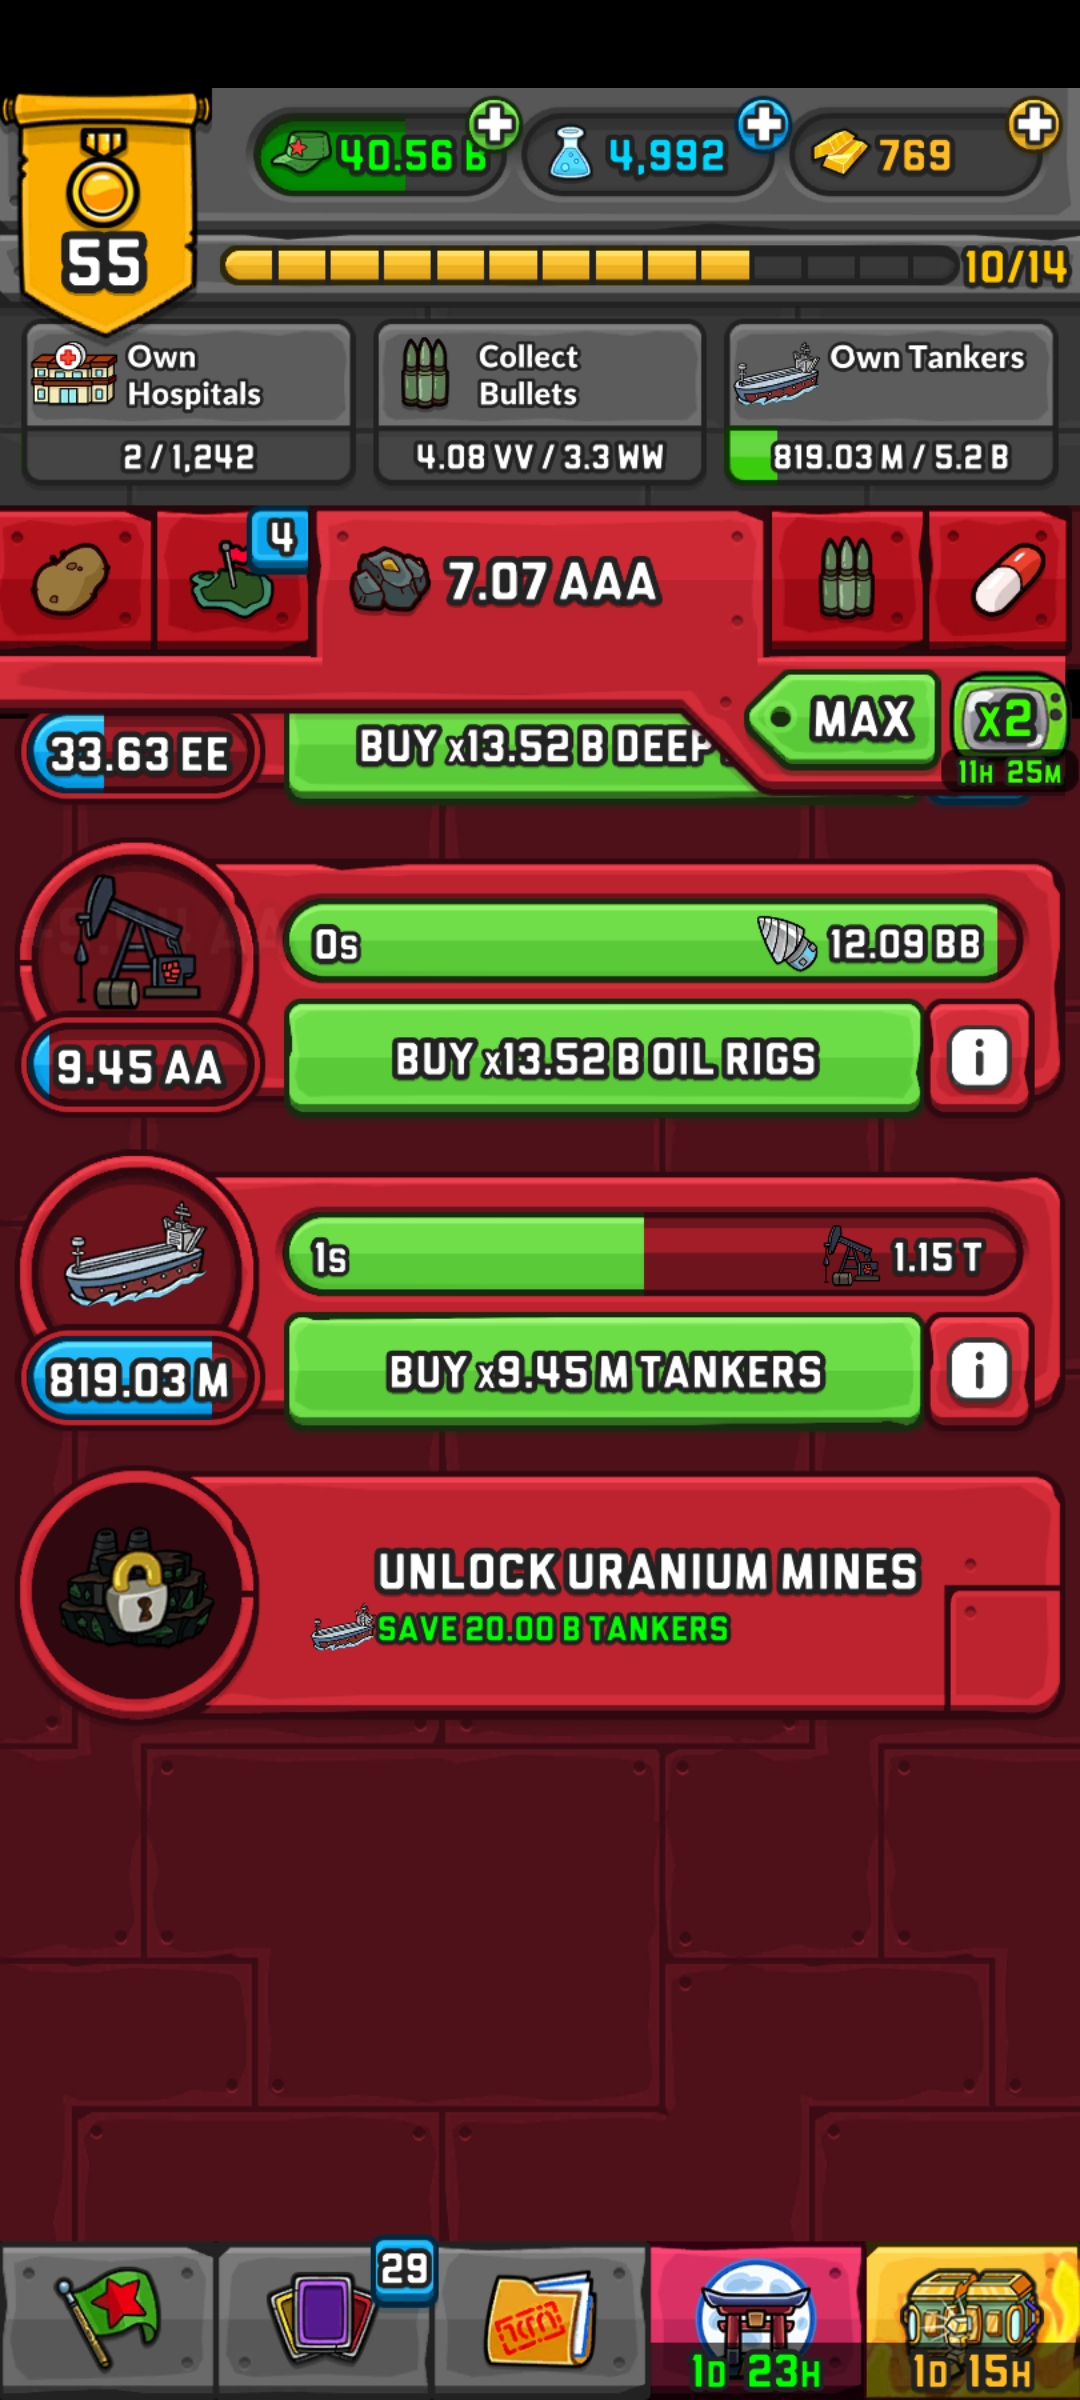 40.56 B
4,992
769
55
10/14
Own
Hospitals
2 / 1,242
Collect
Bullets
4.08 VV / 3.3 WW
Own Tankers
819.03 M / 5.2 B
4
7.07 AAA
MAX
x2
11H 25M
33.63 EE
BUY x13.52 B DEEP
0s
12.09 BB
9.45 AA
BUY x13.52 B OIL RIGS
i
1s
1.15 T
819.03 M
BUY x9.45 M TANKERS
i
UNLOCK URANIUM MINES
SAVE 20.00 B TANKERS
29
1D 23H
1D 15H